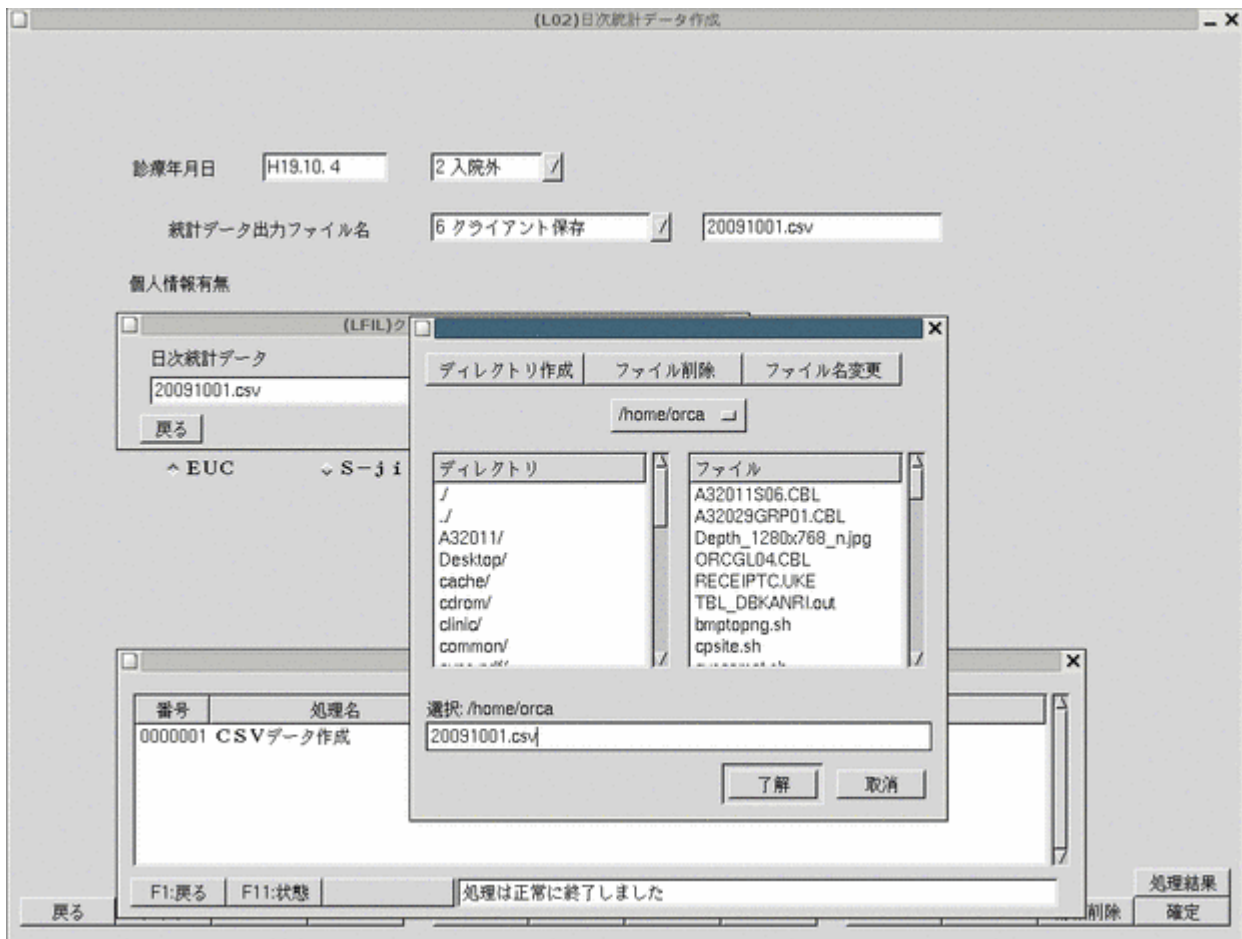 (L02)日次統計データ作成
診療年月日 H19.10. 4 2 入院外
統計データ出力ファイル名 6 クライアント保存 20091001.csv
個人情報有無
(LFIL)ク
日次統計データ
20091001.csv
戻る
EUC S-ji
ディレクトリ作成 ファイル削除 ファイル名変更
/home/orca
ディレクトリ
./
../
A32011/
Desktop/
cache/
cdrom/
clinic/
common/
ファイル
A32011S06.CBL
A32029GRP01.CBL
Depth_1280x768_n.jpg
ORCGL04.CBL
RECEIPTC.UKE
TBL_DBKANRI.out
bmptopng.sh
cpsite.sh
選択: /home/orca
20091001.csv
了解 取消
番号 処理名
0000001 CSVデータ作成
F1:戻る F11:状態 処理は正常に終了しました
処理結果
戻る 削除 確定